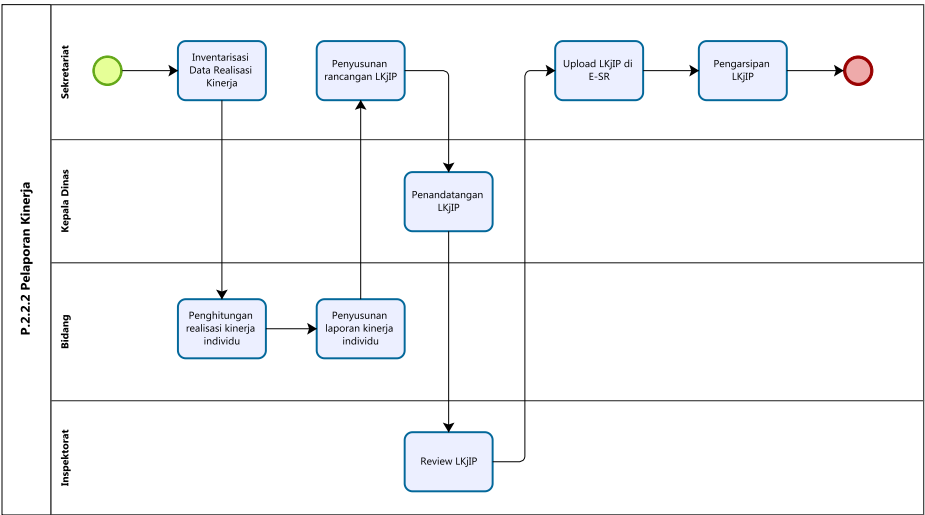 P.2.2.2 Pelaporan Kinerja
Sekretariat
Inventarisasi
Data Realisasi
Kinerja
Penyusunan
rancangan LKjIP
Upload LKjIP di
E-SR
Pengarsipan
LKjIP
Kepala Dinas
Penandatangan
LKjIP
Bidang
Penghitungan
realisasi kinerja
individu
Penyusunan
laporan kinerja
individu
Inspektorat
Review LKjIP